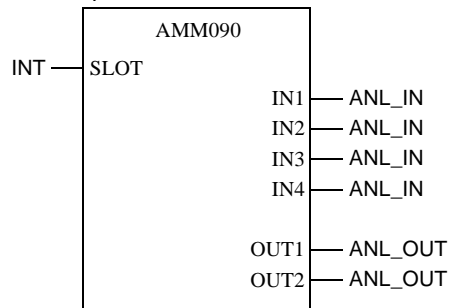 AMM090
INT SLOT
IN1 ANL_IN
IN2 ANL_IN
IN3 ANL_IN
IN4 ANL_IN
OUT1 ANL_OUT
OUT2 ANL_OUT